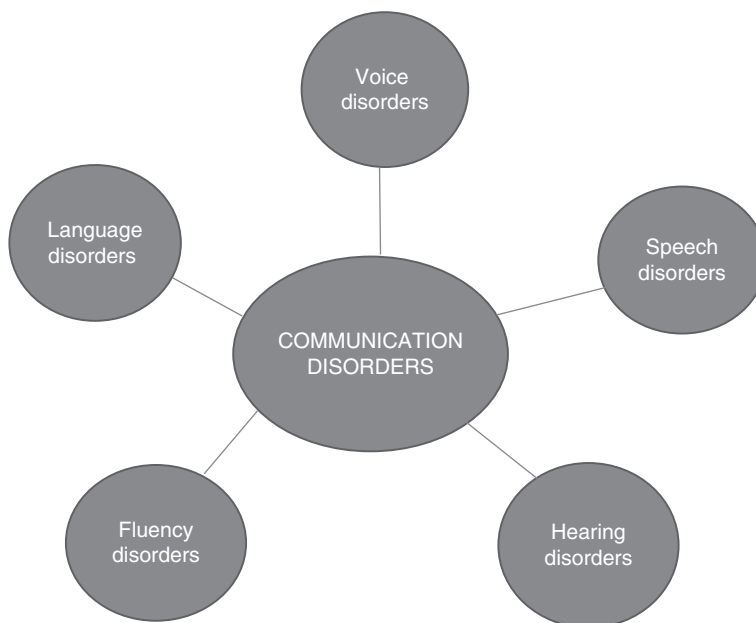 Voice
disorders
Language
disorders
Speech
disorders
COMMUNICATION
DISORDERS
Fluency
disorders
Hearing
disorders